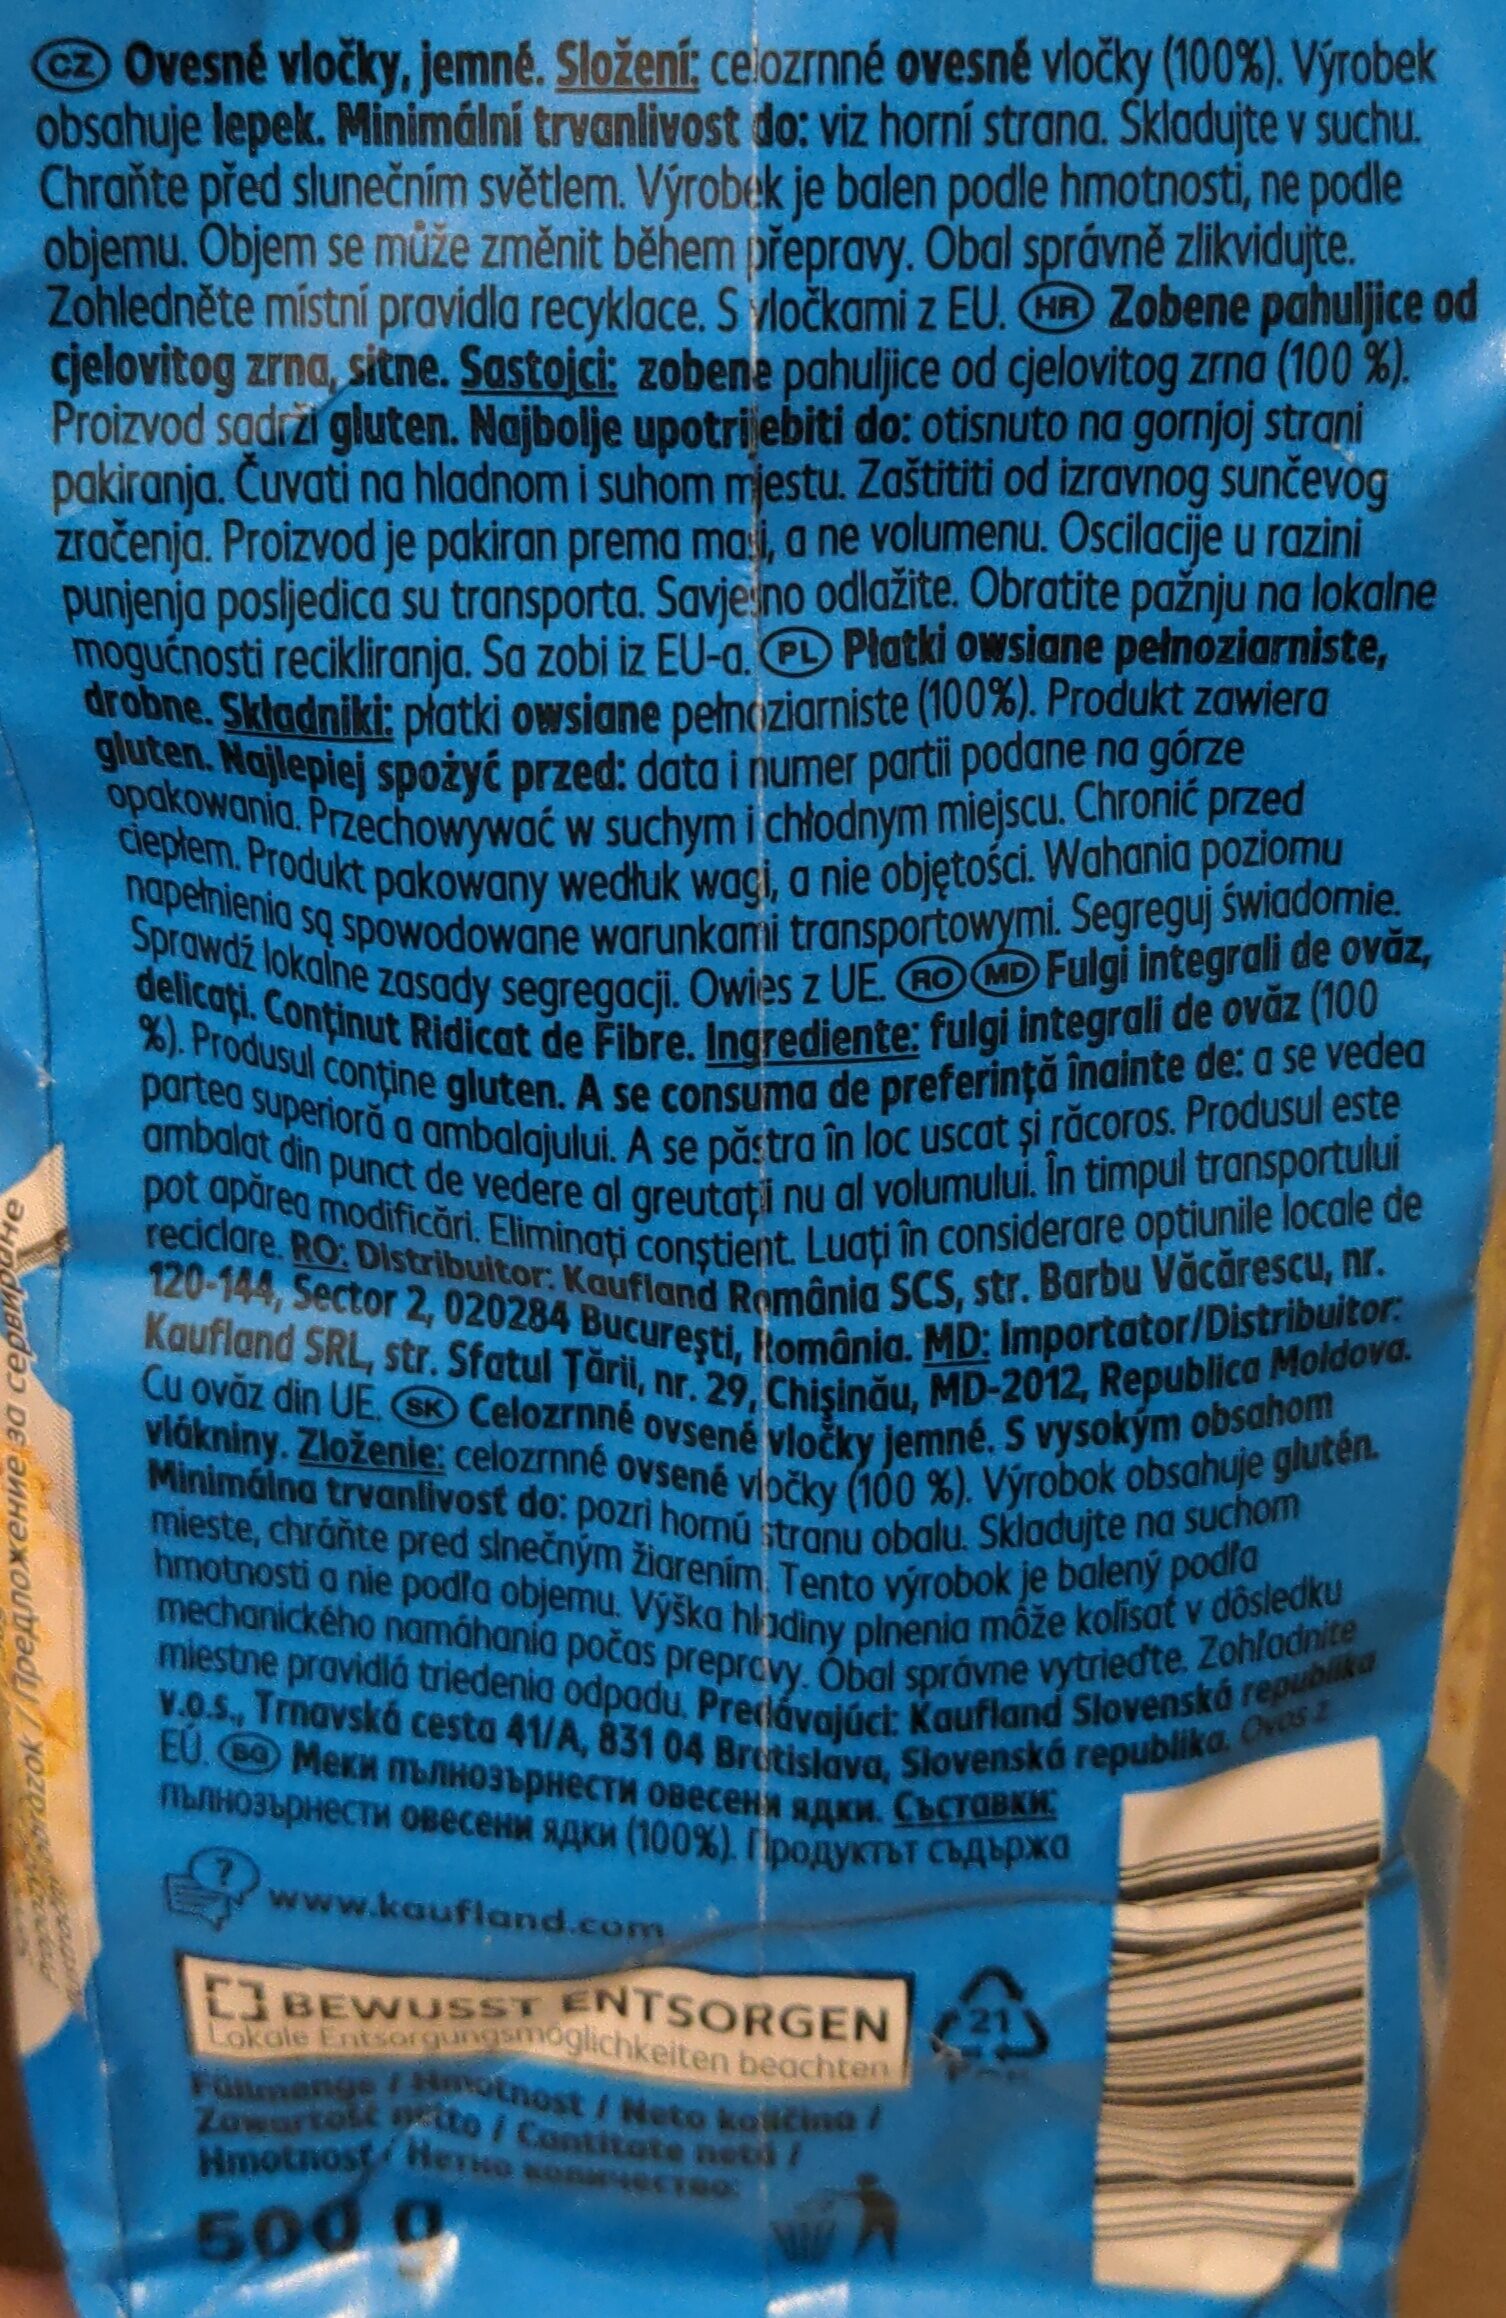 CZ Ovesné vločky, jemné. Složení: celozrnné ovesné vločky (100%). Výrobek
obsahuje lepek. Minimální trvanlivost do: viz horní strana. Skladujte v suchu.
Chraňte před slunečním světlem. Výrobek je balen podle hmotnosti, ne podle
objemu. Objem se může změnit během přepravy. Obal správně zlikvidujte.
Zohledněte místní pravidla recyklace. S vločkami z EU. HR Zobene pahuljice od
cjelovitog zrna, sitne. Sastojci: zobene pahuljice od cjelovitog zrna (100 %).
Proizvod sadrži gluten. Najbolje upotrijebiti do: otisnuto na gornjoj strani
pakiranja. Čuvati na hladnom i suhom mjestu. Zaštititi od izravnog sunčevog
zračenja. Proizvod je pakiran prema masi, a ne volumenu. Oscilacije u razini
punjenja posljedica su transporta. Savjesno odlažite. Obratite pažnju na lokalne
mogućnosti recikliranja. Sa zobi iz EU-a. PL Płatki owsiane pełnoziarniste,
drobne. Składniki: płatki owsiane pełnoziarniste (100%). Produkt zawiera
gluten. Najlepiej spożyć przed: data i numer partii podane na górze
opakowania. Przechowywać w suchym i chłodnym miejscu. Chronić przed
ciepłem. Produkt pakowany wedłuk wagi, a nie objętości. Wahania poziomu
napełnienia są spowodowane warunkami transportowymi. Segreguj świadomie.
Sprawdź lokalne zasady segregacji. Owies z UE. RO MD Fulgi integrali de ovăz,
delicați. Conținut Ridicat de Fibre. Ingrediente: fulgi integrali de ovăz (100
%). Produsul conține gluten. A se consuma de preferință înainte de: a se vedea
partea superioră a ambalajului. A se păstra în loc uscat și răcoros. Produsul este
ambalat din punct de vedere al greutații nu al volumului. În timpul transportului
pot apărea modificări. Eliminați conștient. Luați în considerare opțiunile locale de
reciclare. RO: Distribuitor: Kaufland România SCS, str. Barbu Văcărescu, nr.
120-144, Sector 2, 020284 București, România. MD: Importator/Distribuitor:
Kaufland SRL, str. Sfatul Țării, nr. 29, Chișinău, MD-2012, Republica Moldova.
Cu ovăz din UE. SK Celozrnné ovsené vločky jemné. S vysokým obsahom
vlákniny. Zloženie: celozrnné ovsené vločky (100 %). Výrobok obsahuje glutén.
Minimálna trvanlivosť do: pozri hornú stranu obalu. Skladujte na suchom
mieste, chráňte pred slnečným žiarením. Tento výrobok je balený podľa
hmotnosti a nie podľa objemu. Výška hladiny plnenia môže kolísať v dôsledku
mechanického namáhania počas prepravy. Obal správne vytrieďte. Zohľadnite
miestne pravidlá triedenia odpadu. Predávajúci: Kaufland Slovenská republika
v.o.s., Trnavská cesta 41/A, 831 04 Bratislava, Slovenská republika. Ovos z
EÚ. BG Меки пълнозърнести овесени ядки. Съставки:
пълнозърнести овесени ядки (100%). Продуктът съдържа
? www.kaufland.com
BEWUSST ENTSORGEN
Lokale Entsorgungsmöglichkeiten beachten
21
Füllmenge / Hmotnost / Neto količina /
Zawartość netto / Cantitate netă /
Hmotnosť / Нетно количество:
500 g
/ Предложение за сервиране